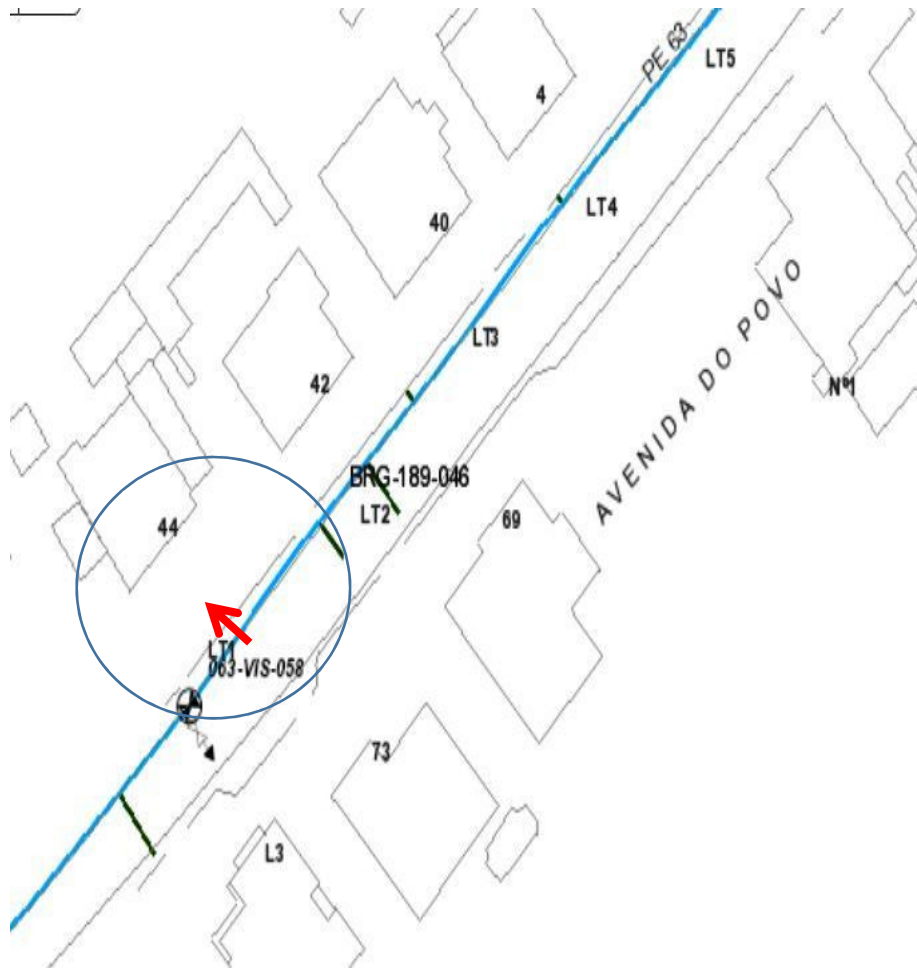 PE 63
LT5
4
LT4
40
AVENIDA DO POVO
LT3
42
Nº1
BRG-189-046
LT2
69
44
LT1
063-VIS-058
73
L3